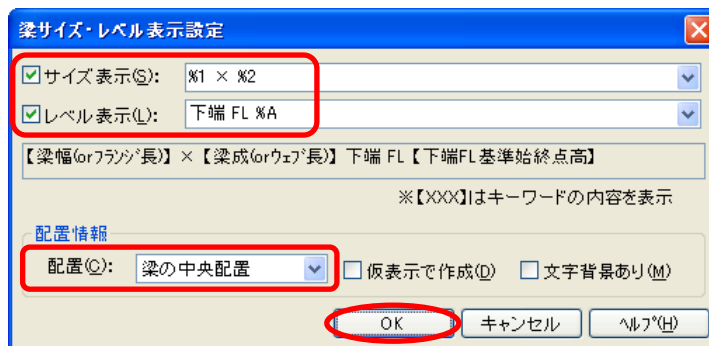 梁サイズ・レベル表示設定
サイズ表示(S): %1 × %2
レベル表示(L): 下端 FL %A
【梁幅(orフランジ長)】×【梁成(orウェブ長)】下端 FL【下端FL基準始終点高】
※【XXX】はキーワードの内容を表示
配置情報
配置(C): 梁の中央配置 仮表示で作成(D) 文字背景あり(M)
OK キャンセル ヘルプ(H)